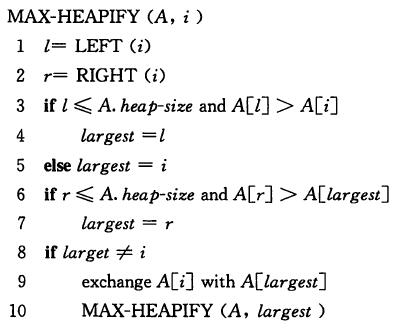 MAX-HEAPIFY (A, i)
1 l= LEFT (i)
2 r= RIGHT (i)
3 if l ⩽ A. heap-size and A[l] > A[i]
4 largest =l
5 else largest = i
6 if r ⩽ A. heap-size and A[r] > A[largest]
7 largest = r
8 if larget ≠ i
9 exchange A[i] with A[largest]
10 MAX-HEAPIFY (A, largest )